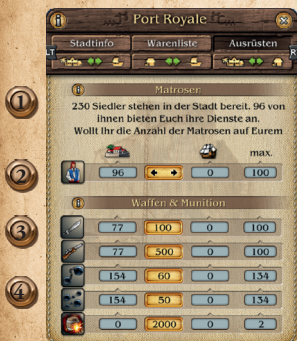 Port Royale
Stadtinfo Warenliste Ausrüsten
LT R
Matrosen
230 Siedler stehen in der Stadt bereit. 96 von
ihnen bieten Euch ihre Dienste an.
Wollt Ihr die Anzahl der Matrosen auf Eurem
max.
1
2 96 0 100
Waffen & Munition
3 77 100 0 100
77 500 0 100
4 154 60 0 134
154 50 0 134
0 2000 0 2